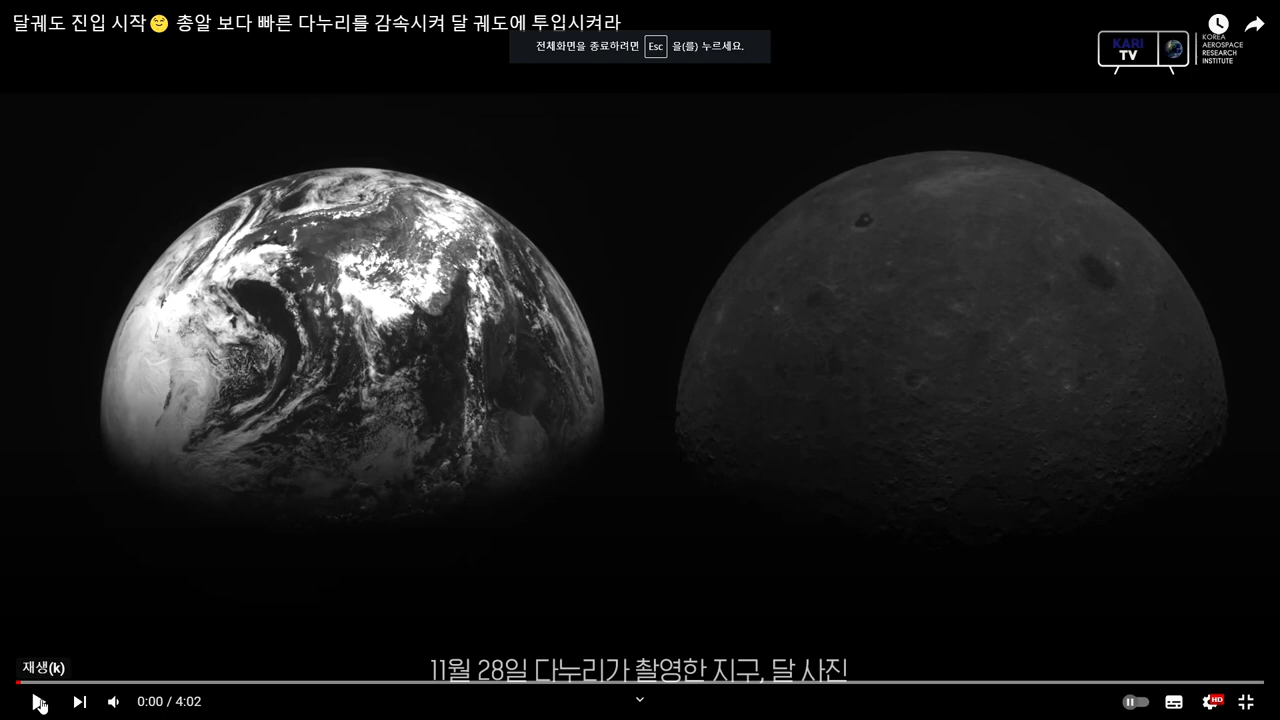 달궤도 진입 시작😌 총알 보다 빠른 다누리를 감속시켜 달 궤도에 투입시켜라
전체화면을 종료하려면 Esc 을(를) 누르세요.
KARI
TV
KOREA
AEROSPACE
RESEARCH
INSTITUTE
11월 28일 다누리가 촬영한 지구, 달 사진
재생(k)
0:00 / 4:02
HD